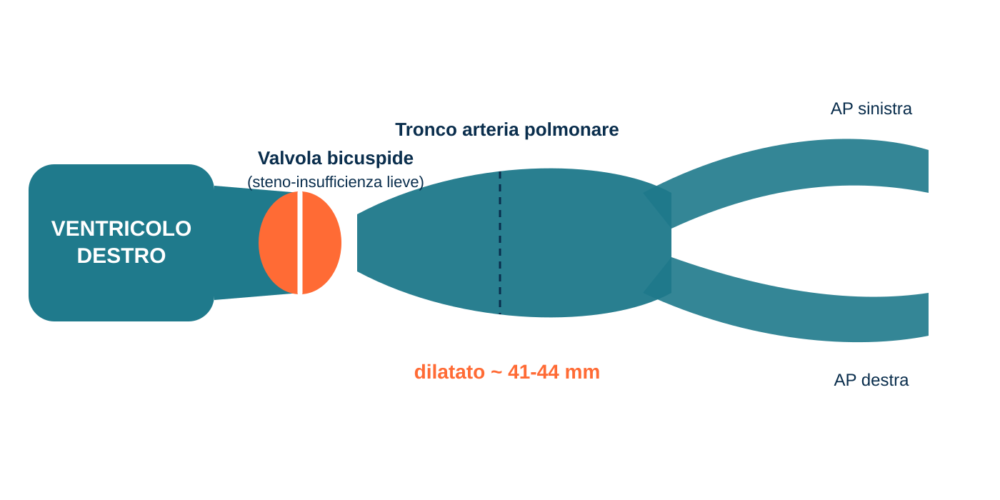 AP sinistra
Tronco arteria polmonare
Valvola bicuspide
(steno-insufficienza lieve)
VENTRICOLO
DESTRO
dilatato ~ 41-44 mm
AP destra